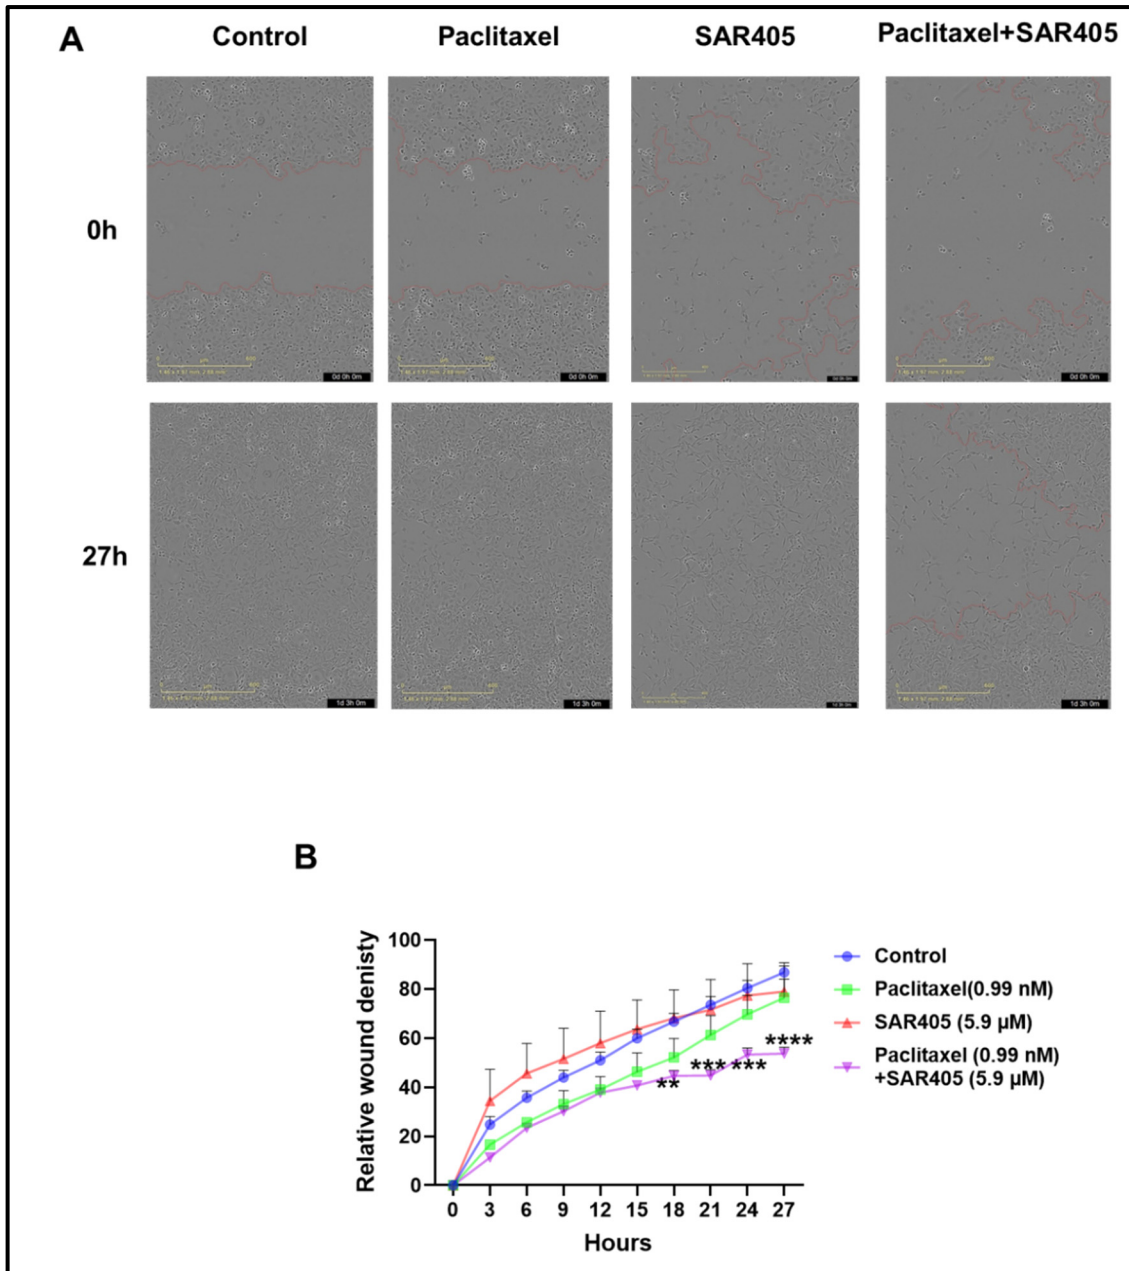 A
Control
Paclitaxel
SAR405
Paclitaxel+SAR405
0h
0d 0h 0m
0d 0h 0m
0d 0h 0m
27h
1d 3h 0m
1d 3h 0m
1d 3h 0m
B
Relative wound denisty
100
80
60
40
20
0
**
***
***
****
0 3 6 9 12 15 18 21 24 27
Hours
Control
Paclitaxel(0.99 nM)
SAR405 (5.9 µM)
Paclitaxel (0.99 nM)
+SAR405 (5.9 µM)